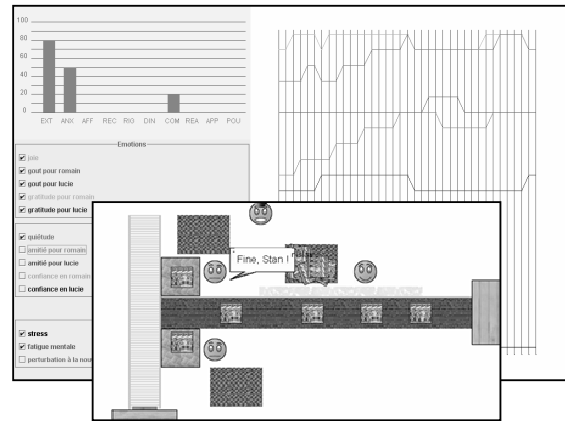 100
80
60
40
20
0
EXT ANX AFF REC RIG DIN COM REA APP POU
Emotions
joie
gout pour romain
gout pour lucie
gratitude pour romain
gratitude pour lucie
quiétude
amitié pour romain
amitié pour lucie
confiance en romain
confiance en lucie
stress
fatigue mentale
perturbation à la nou
Fine, Stan !